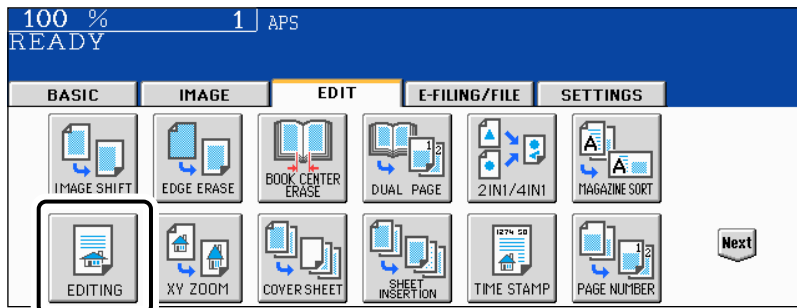 100 % 1 APS
READY
BASIC IMAGE EDIT E-FILING/FILE SETTINGS
IMAGE SHIFT EDGE ERASE BOOK CENTER ERASE DUAL PAGE 2IN1/4IN1 MAGAZINE SORT
EDITING XY ZOOM COVER SHEET SHEET INSERTION TIME STAMP PAGE NUMBER
Next